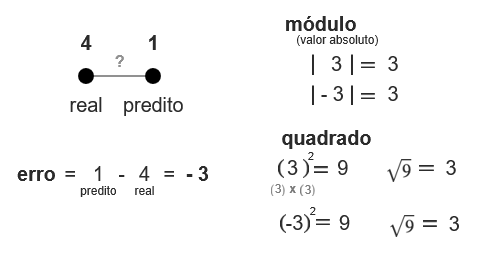 4 1
?
real predito
erro = 1 - 4 = - 3
predito real
módulo
(valor absoluto)
| 3 | = 3
| - 3 | = 3
quadrado
(3)² = 9 √9 = 3
(3) x (3)
(-3)² = 9 √9 = 3